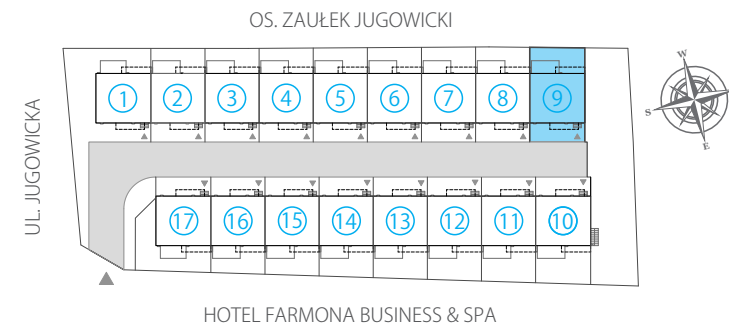 OS. ZAUŁEK JUGOWICKI
UL. JUGOWICKA
1 2 3 4 5 6 7 8 9
W
S
E
17 16 15 14 13 12 11 10
HOTEL FARMONA BUSINESS & SPA